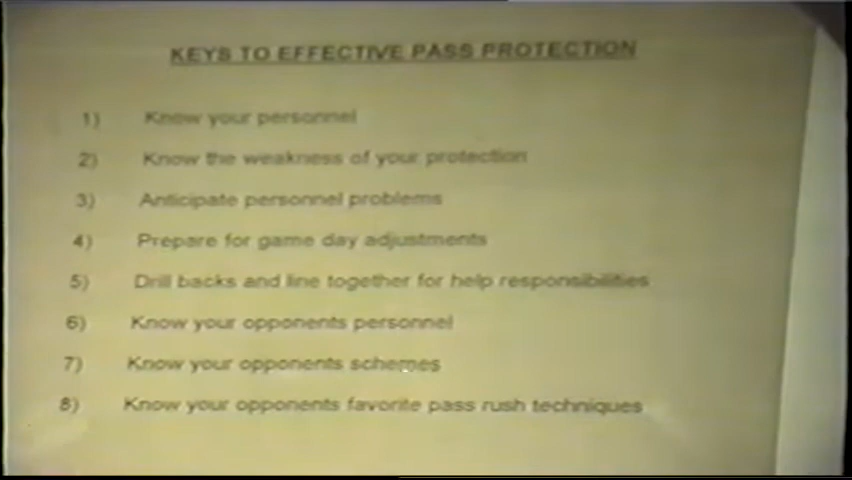 KEYS TO EFFECTIVE PASS PROTECTION
1) Know your personnel
2) Know the weakness of your protection
3) Anticipate personnel problems
4) Prepare for game day adjustments
5) Drill backs and line together for help responsibilities
6) Know your opponents personnel
7) Know your opponents schemes
8) Know your opponents favorite pass rush techniques